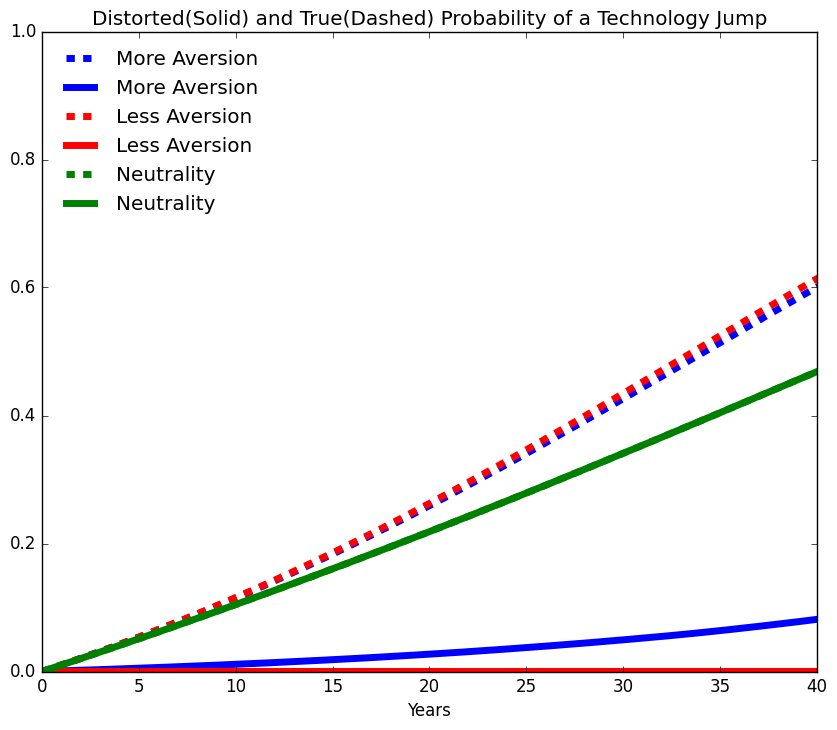 Distorted(Solid) and True(Dashed) Probability of a Technology Jump
1.0
More Aversion
More Aversion
Less Aversion
Less Aversion
Neutrality
Neutrality
0.8
0.6
0.4
0.2
0.0
0 5 10 15 20 25 30 35 40
Years